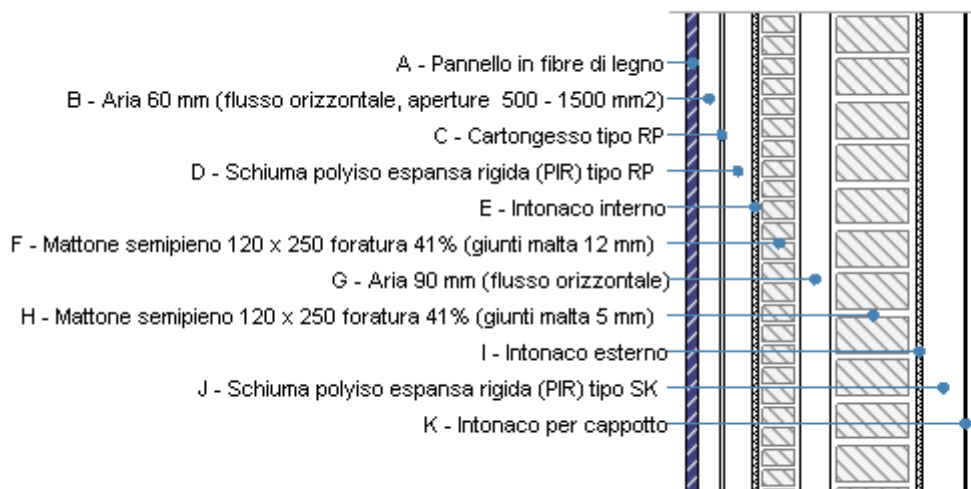 A - Pannello in fibre di legno
B - Aria 60 mm (flusso orizzontale, aperture 500 - 1500 mm2)
C - Cartongesso tipo RP
D - Schiuma polyiso espansa rigida (PIR) tipo RP
E - Intonaco interno
F - Mattone semipieno 120 x 250 foratura 41% (giunti malta 12 mm)
G - Aria 90 mm (flusso orizzontale)
H - Mattone semipieno 120 x 250 foratura 41% (giunti malta 5 mm)
I - Intonaco esterno
J - Schiuma polyiso espansa rigida (PIR) tipo SK
K - Intonaco per cappotto